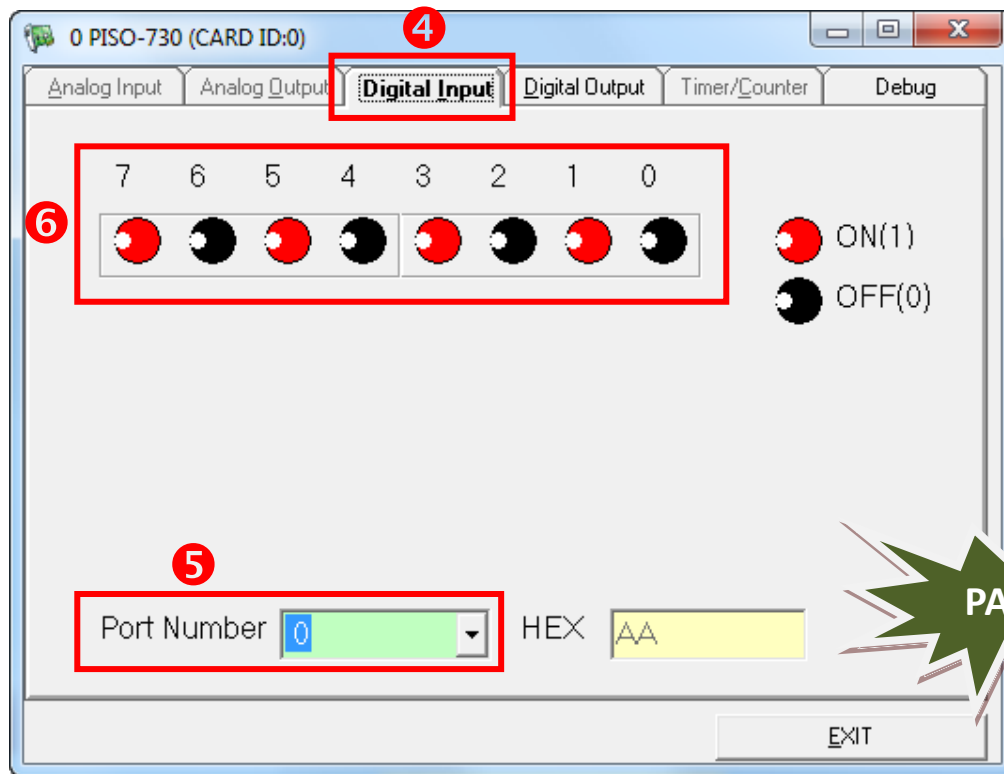 0 PISO-730 (CARD ID:0)
4
Analog Input Analog Output Digital Input Digital Output Timer/Counter Debug
7 6 5 4 3 2 1 0
6
ON(1)
OFF(0)
5
Port Number 0 HEX AA
PA
EXIT